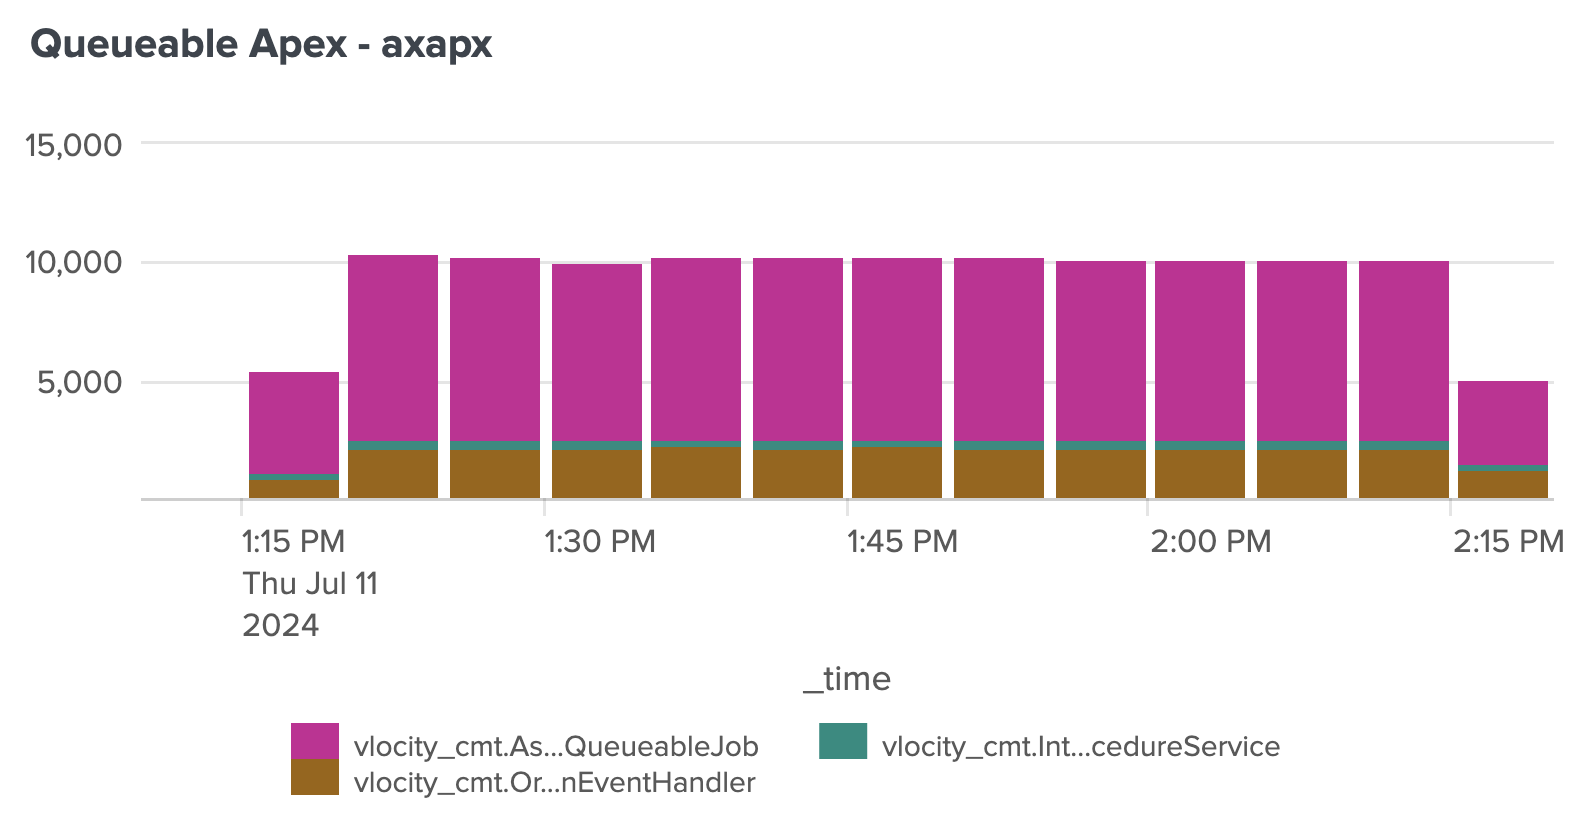 Queueable Apex - axapx
15,000
10,000
5,000
1:15 PM
Thu Jul 11
2024
1:30 PM
1:45 PM
2:00 PM
2:15 PM
_time
vlocity_cmt.As...QueueableJob
vlocity_cmt.Int...cedureService
vlocity_cmt.Or...nEventHandler